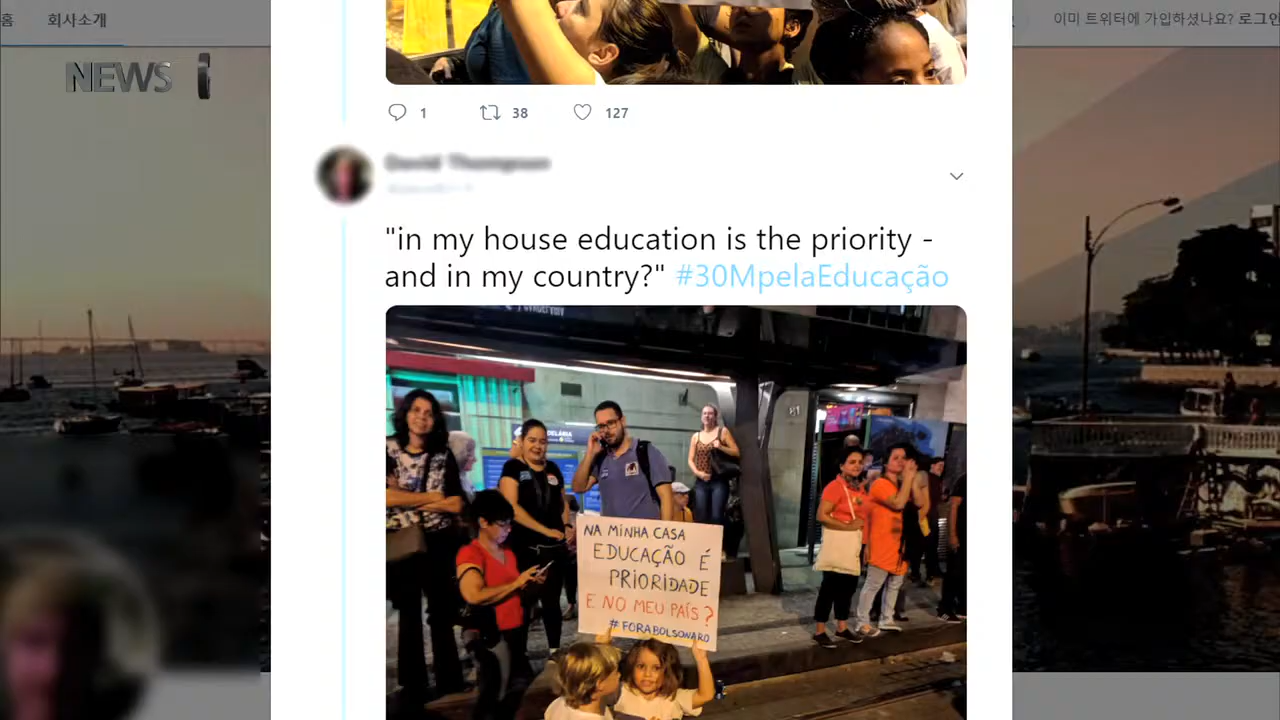 홈 회사소개
이미 트위터에 가입하셨나요? 로그인
NEWS
1 38 127
"in my house education is the priority -
and in my country?" #30MpelaEducação
NA MINHA CASA
EDUCAÇÃO É
PRIORIDADE
E NO MEU PAÍS?
#FORABOLSONARO